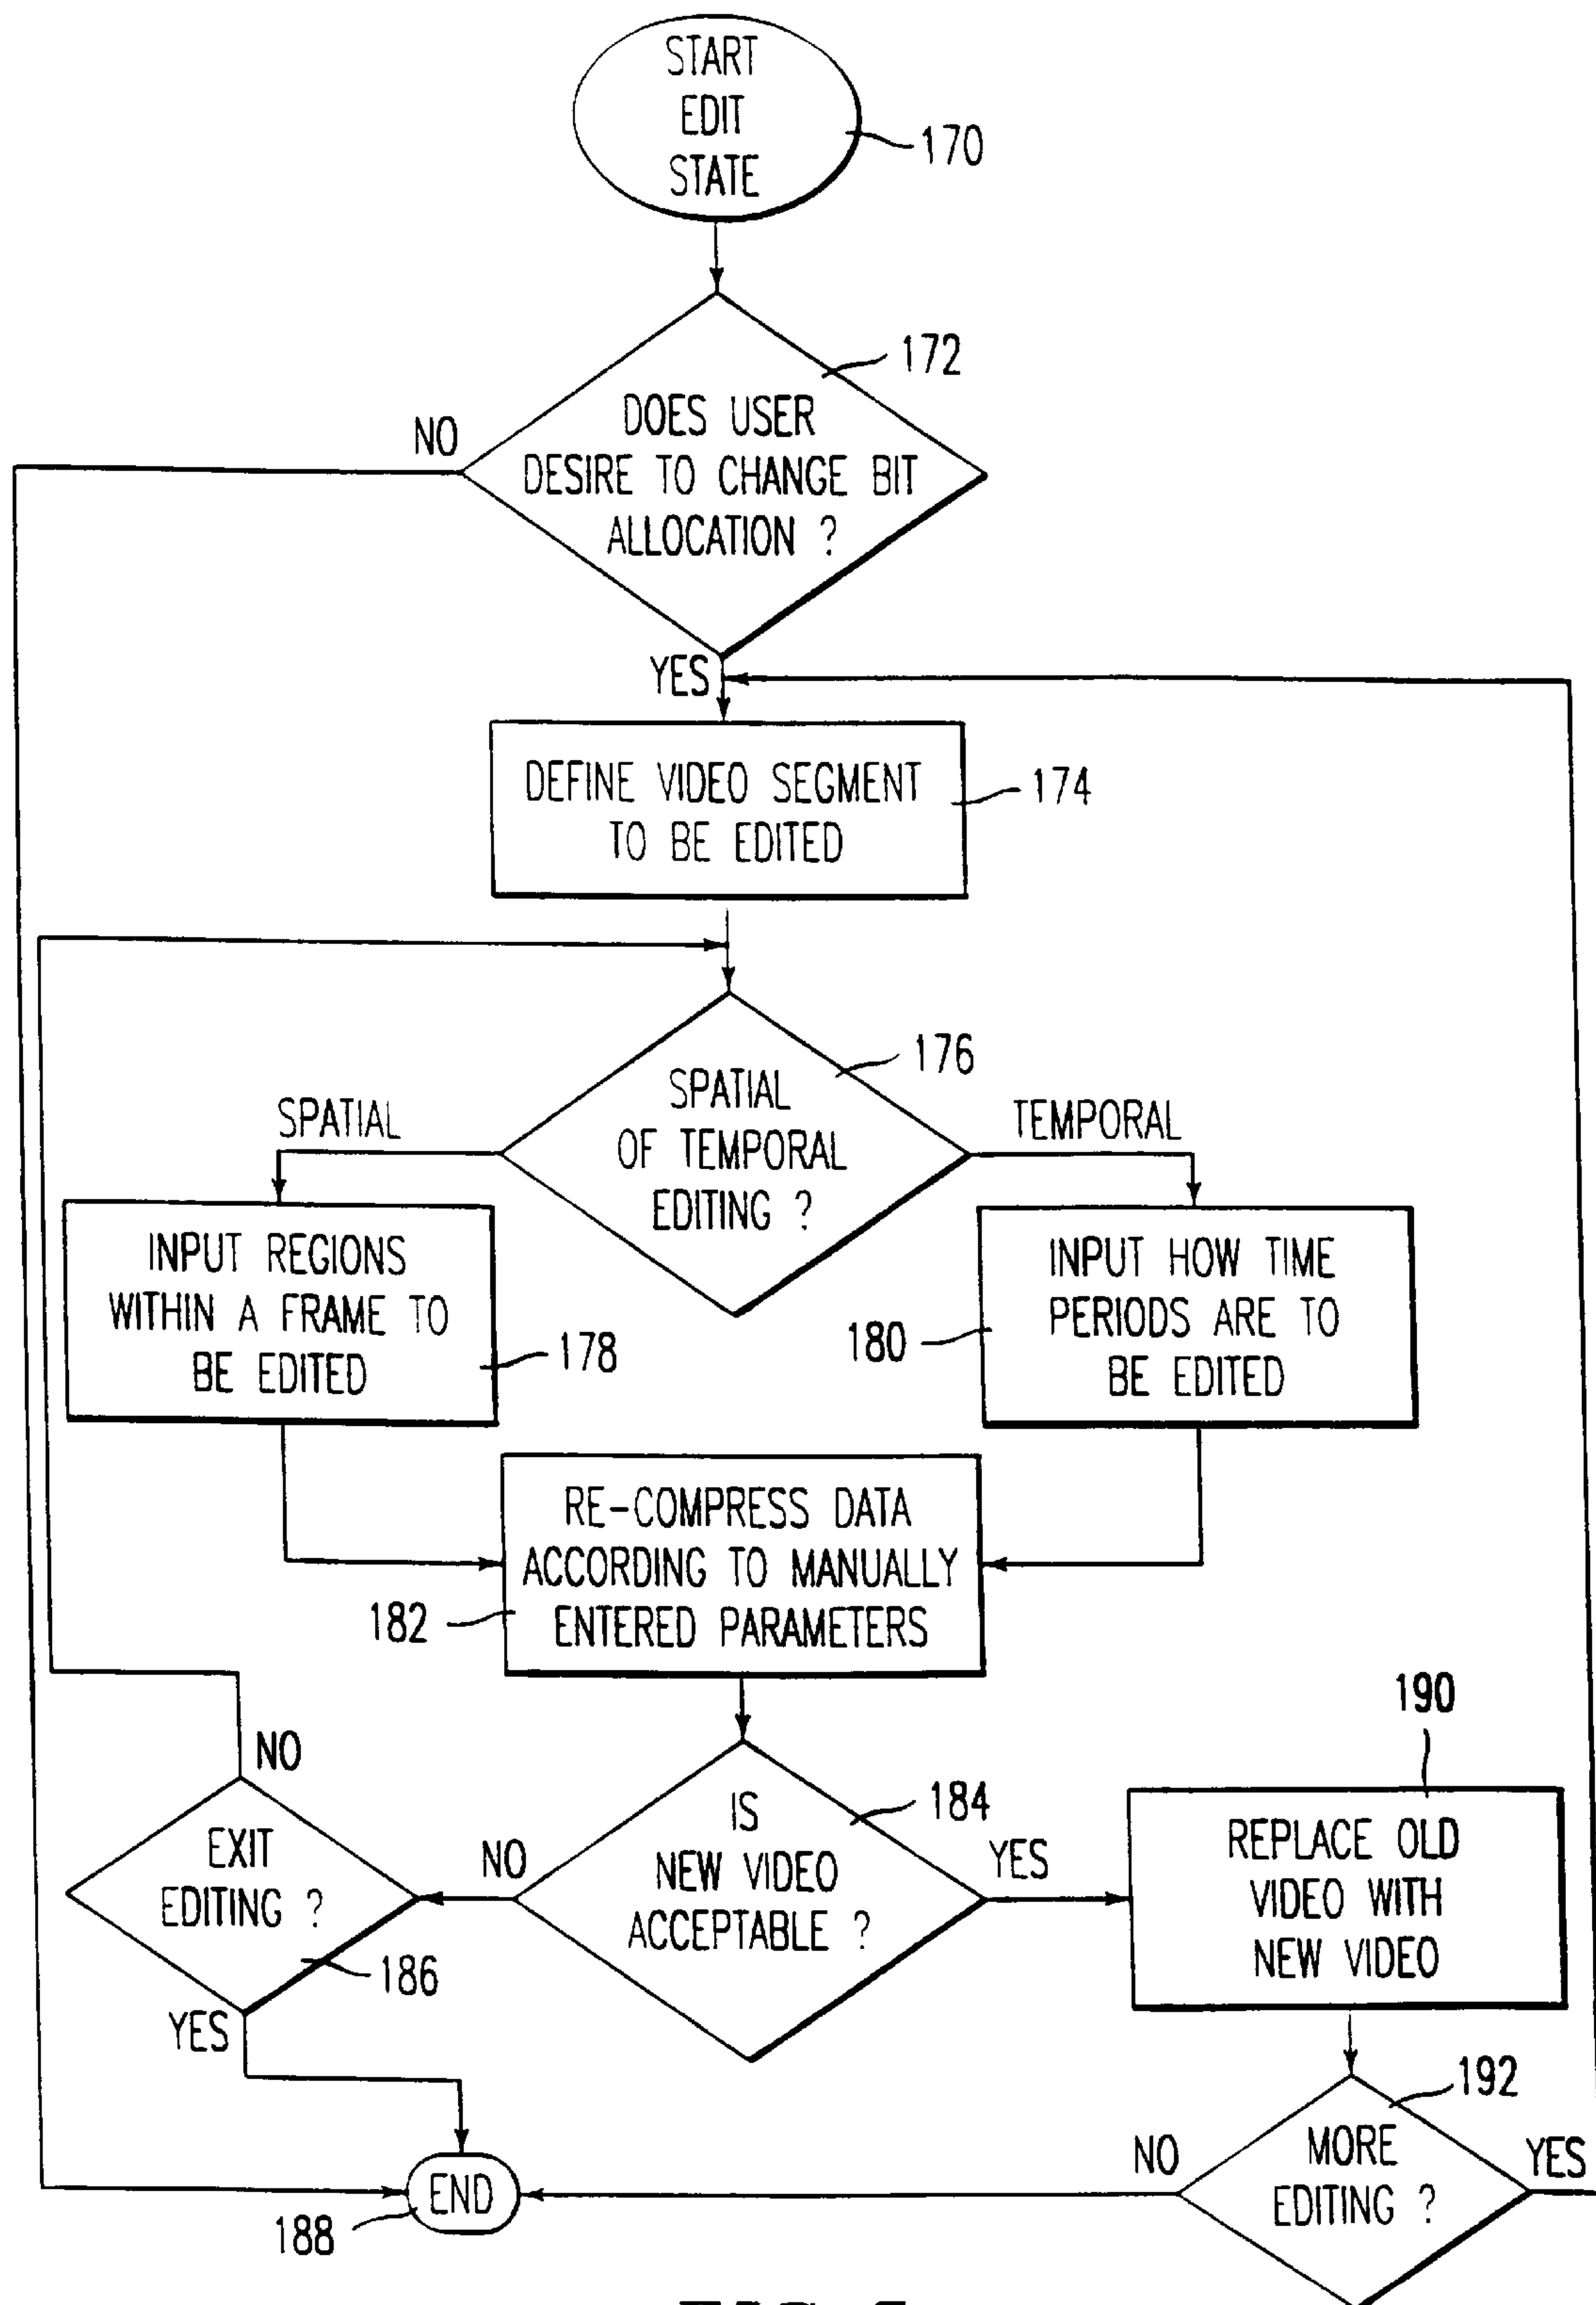 START
EDIT
STATE
170
172
DOES USER
DESIRE TO CHANGE BIT
ALLOCATION ?
NO
YES
DEFINE VIDEO SEGMENT
TO BE EDITED
174
176
SPATIAL
OF TEMPORAL
EDITING ?
SPATIAL
TEMPORAL
INPUT REGIONS
WITHIN A FRAME TO
BE EDITED
178
INPUT HOW TIME
PERIODS ARE TO
BE EDITED
180
RE-COMPRESS DATA
ACCORDING TO MANUALLY
ENTERED PARAMETERS
182
IS
NEW VIDEO
ACCEPTABLE ?
184
NO
YES
NO
EXIT
EDITING ?
186
YES
190
REPLACE OLD
VIDEO WITH
NEW VIDEO
192
MORE
EDITING ?
NO
YES
END
188